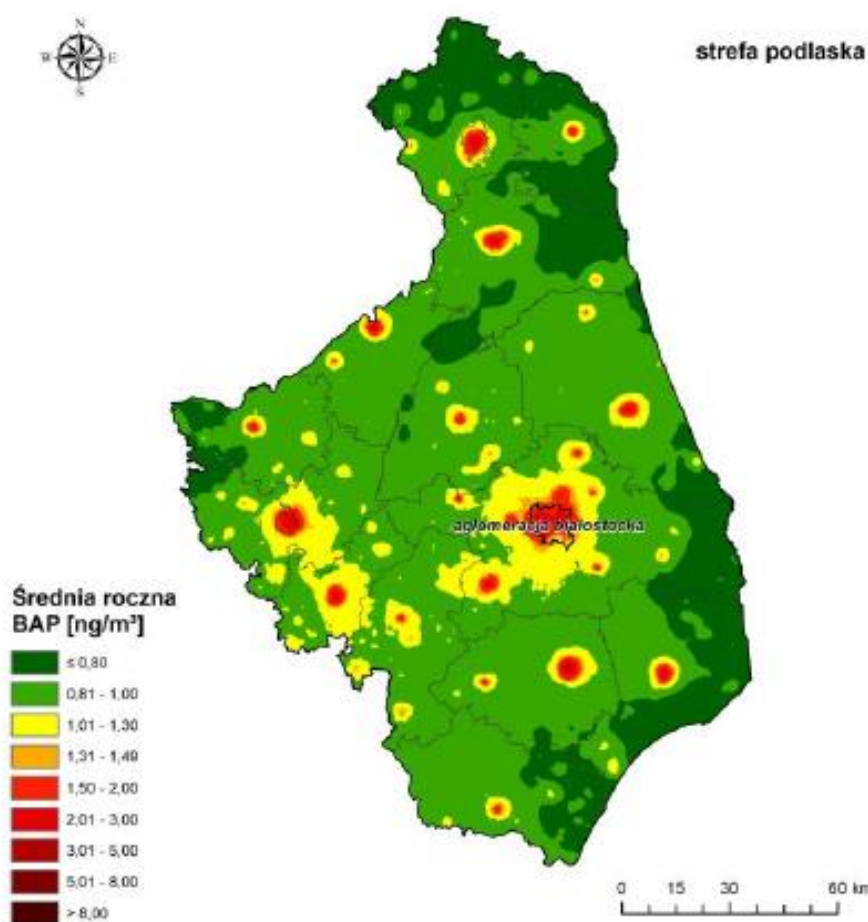 N
W E
S
strefa podlaska
aglomeracja białostocka
Średnia roczna
BAP [ng/m³]
≤ 0,80
0,81 - 1,00
1,01 - 1,30
1,31 - 1,49
1,50 - 2,00
2,01 - 3,00
3,01 - 5,00
5,01 - 8,00
> 8,00
0 15 30 60 km